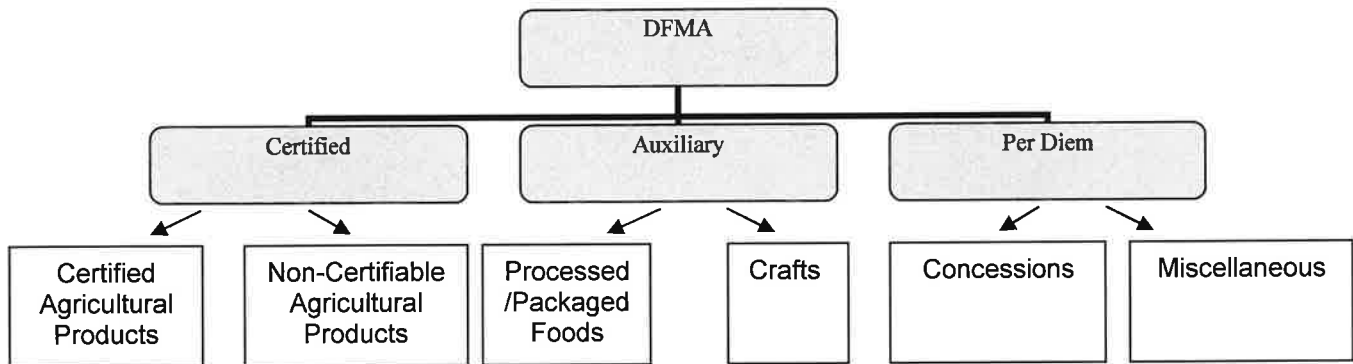 DFMA
Certified
Auxiliary
Per Diem
Certified
Agricultural
Products
Non-Certifiable
Agricultural
Products
Processed
/Packaged
Foods
Crafts
Concessions
Miscellaneous